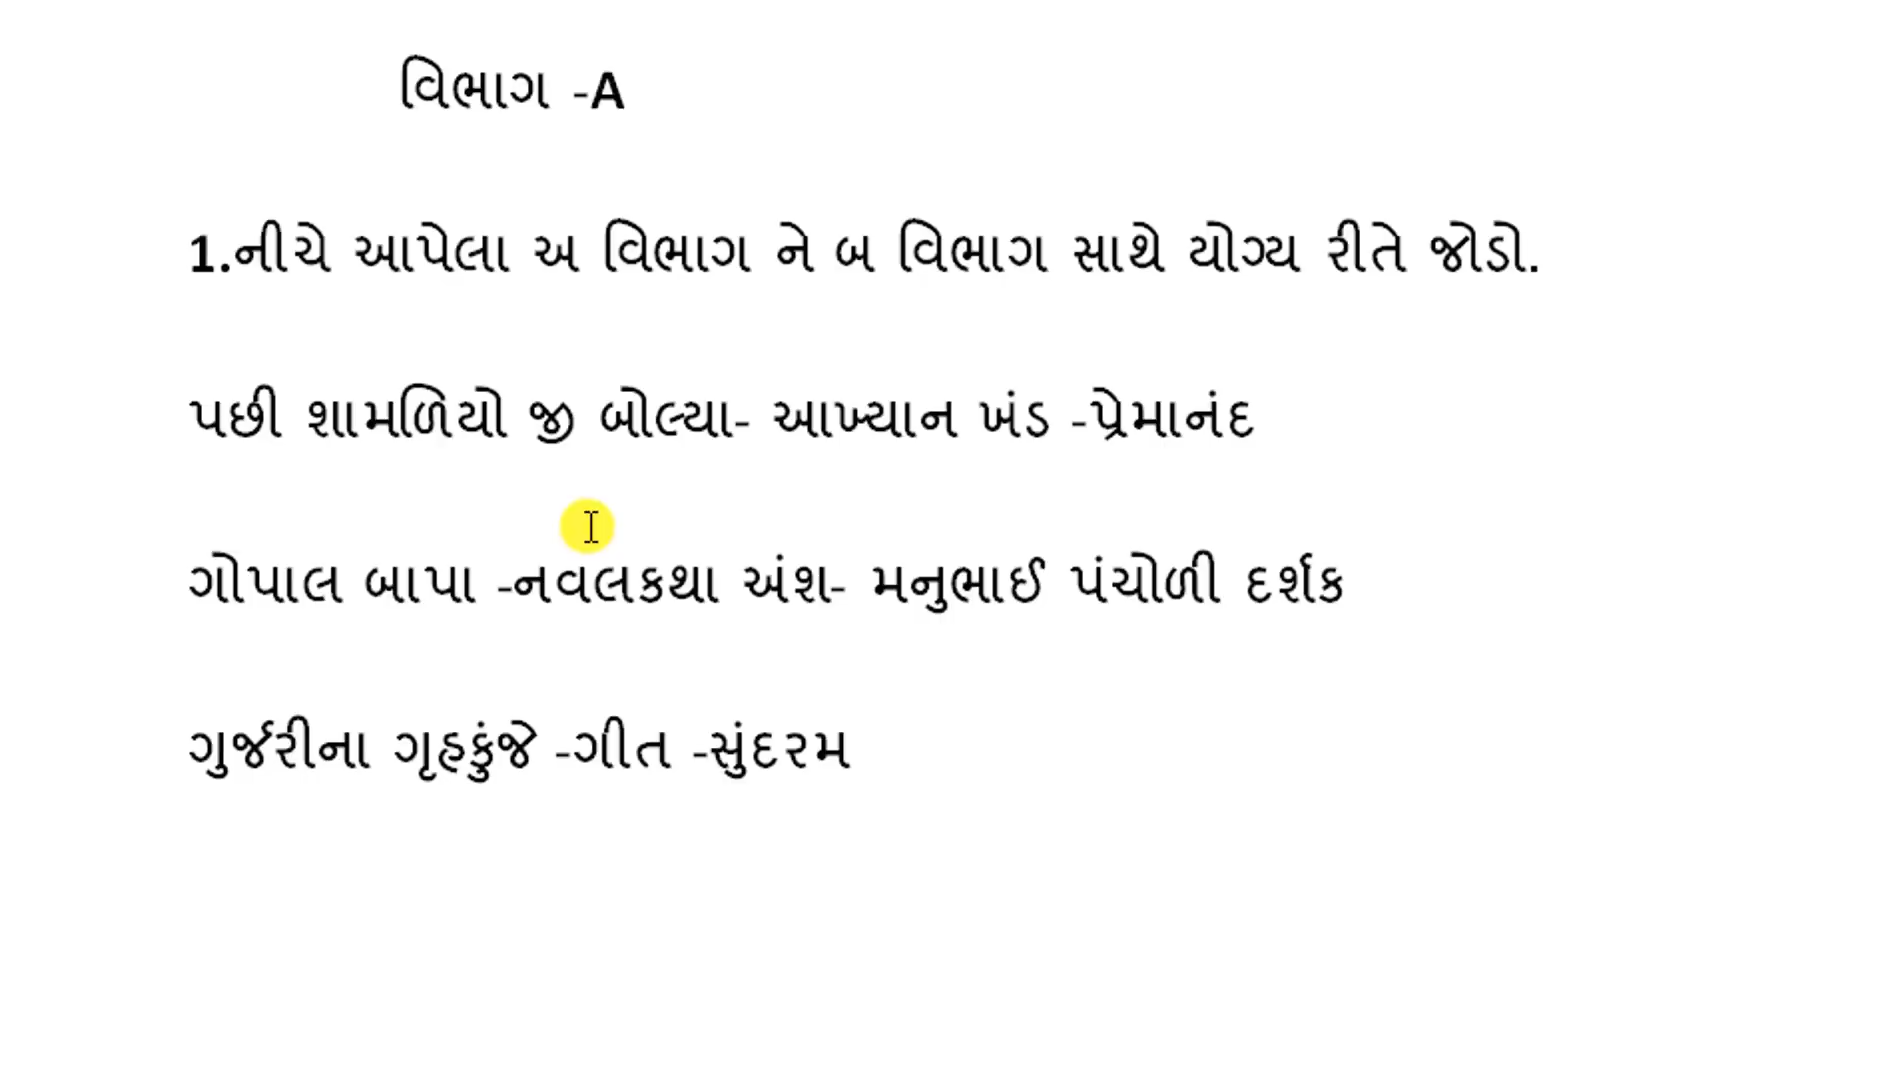 વિભાગ -A
1.નીચે આપેલા અ વિભાગ ને બ વિભાગ સાથે યોગ્ય રીતે જોડો.
પછી શામળિયો જી બોલ્યા- આખ્યાન ખંડ -પ્રેમાનંદ
ગોપાલ બાપા -નવલકથા અંશ- મનુભાઈ પંચોળી દર્શક
ગુર્જરીના ગૃહકુંજે -ગીત -સુંદરમ